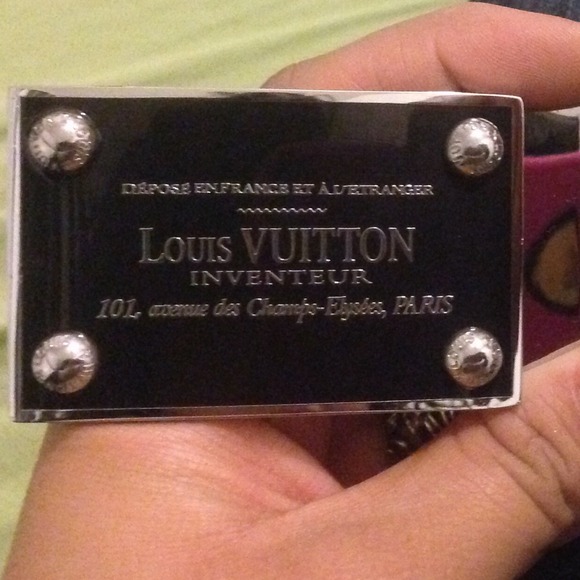 DÉPOSÉ EN FRANCE ET À L'ETRANGER
LOUIS VUITTON
INVENTEUR
101, avenue des Champs-Elysées, PARIS